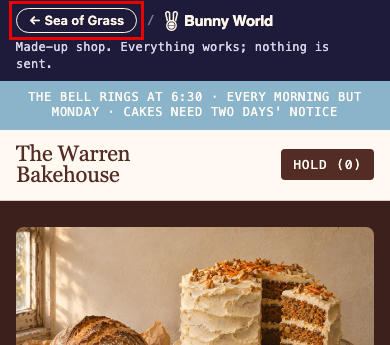 ← Sea of Grass / Bunny World
Made-up shop. Everything works; nothing is
sent.
THE BELL RINGS AT 6:30 · EVERY MORNING BUT
MONDAY · CAKES NEED TWO DAYS' NOTICE
The Warren
Bakehouse
HOLD (0)